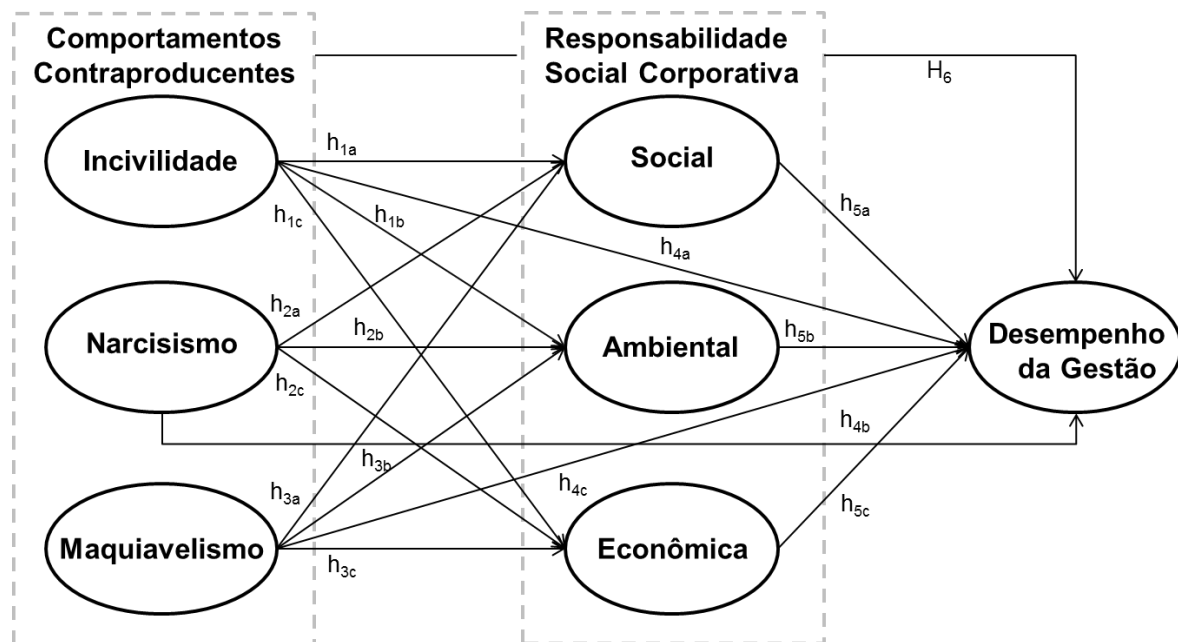 Comportamentos
Contraproducentes
Responsabilidade
Social Corporativa
H6
Incivilidade
h1a
Social
h1c
h1b
h5a
h4a
Narcisismo
h2a
h2b
h2c
Ambiental
h5b
Desempenho
da Gestão
h4b
h3b
h3a
h4c
h5c
Maquiavelismo
h3c
Econômica